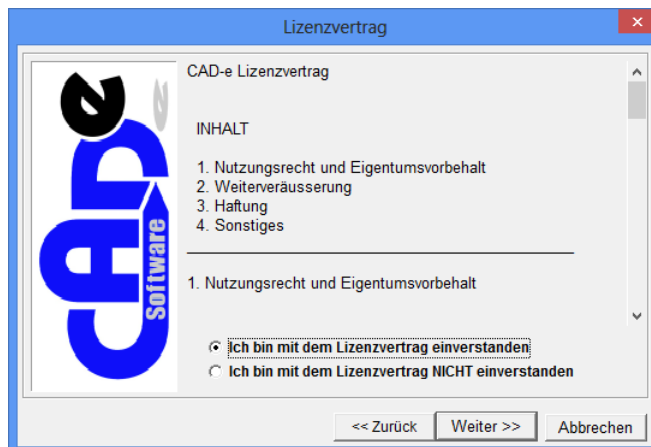 Lizenzvertrag
CAD-e Lizenzvertrag
INHALT
1. Nutzungsrecht und Eigentumsvorbehalt
2. Weiterveräusserung
3. Haftung
4. Sonstiges
1. Nutzungsrecht und Eigentumsvorbehalt
CADe
Software
Ich bin mit dem Lizenzvertrag einverstanden
Ich bin mit dem Lizenzvertrag NICHT einverstanden
<< Zurück
Weiter >>
Abbrechen